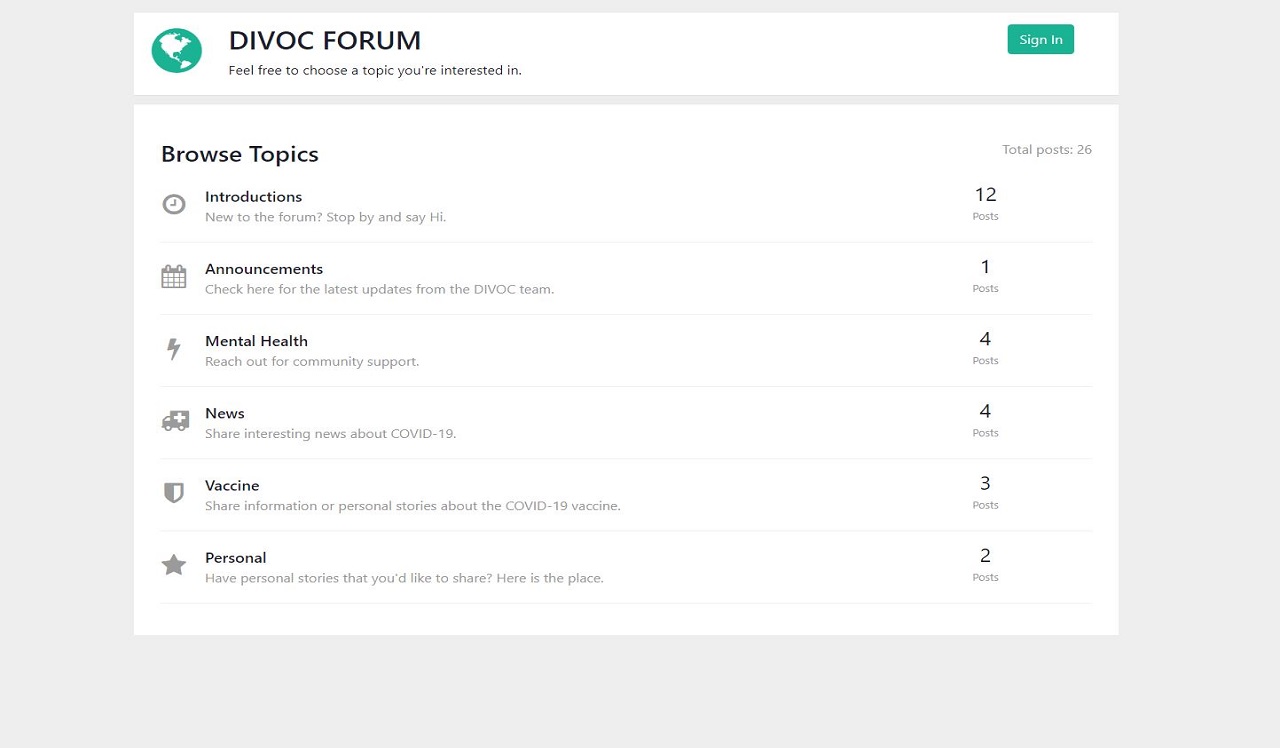 DIVOC FORUM
Sign In
Feel free to choose a topic you're interested in.
Browse Topics
Total posts: 26
Introductions
12
New to the forum? Stop by and say Hi.
Posts
Announcements
1
Check here for the latest updates from the DIVOC team.
Posts
Mental Health
4
Reach out for community support.
Posts
News
4
Share interesting news about COVID-19.
Posts
Vaccine
3
Share information or personal stories about the COVID-19 vaccine.
Posts
Personal
2
Have personal stories that you'd like to share? Here is the place.
Posts